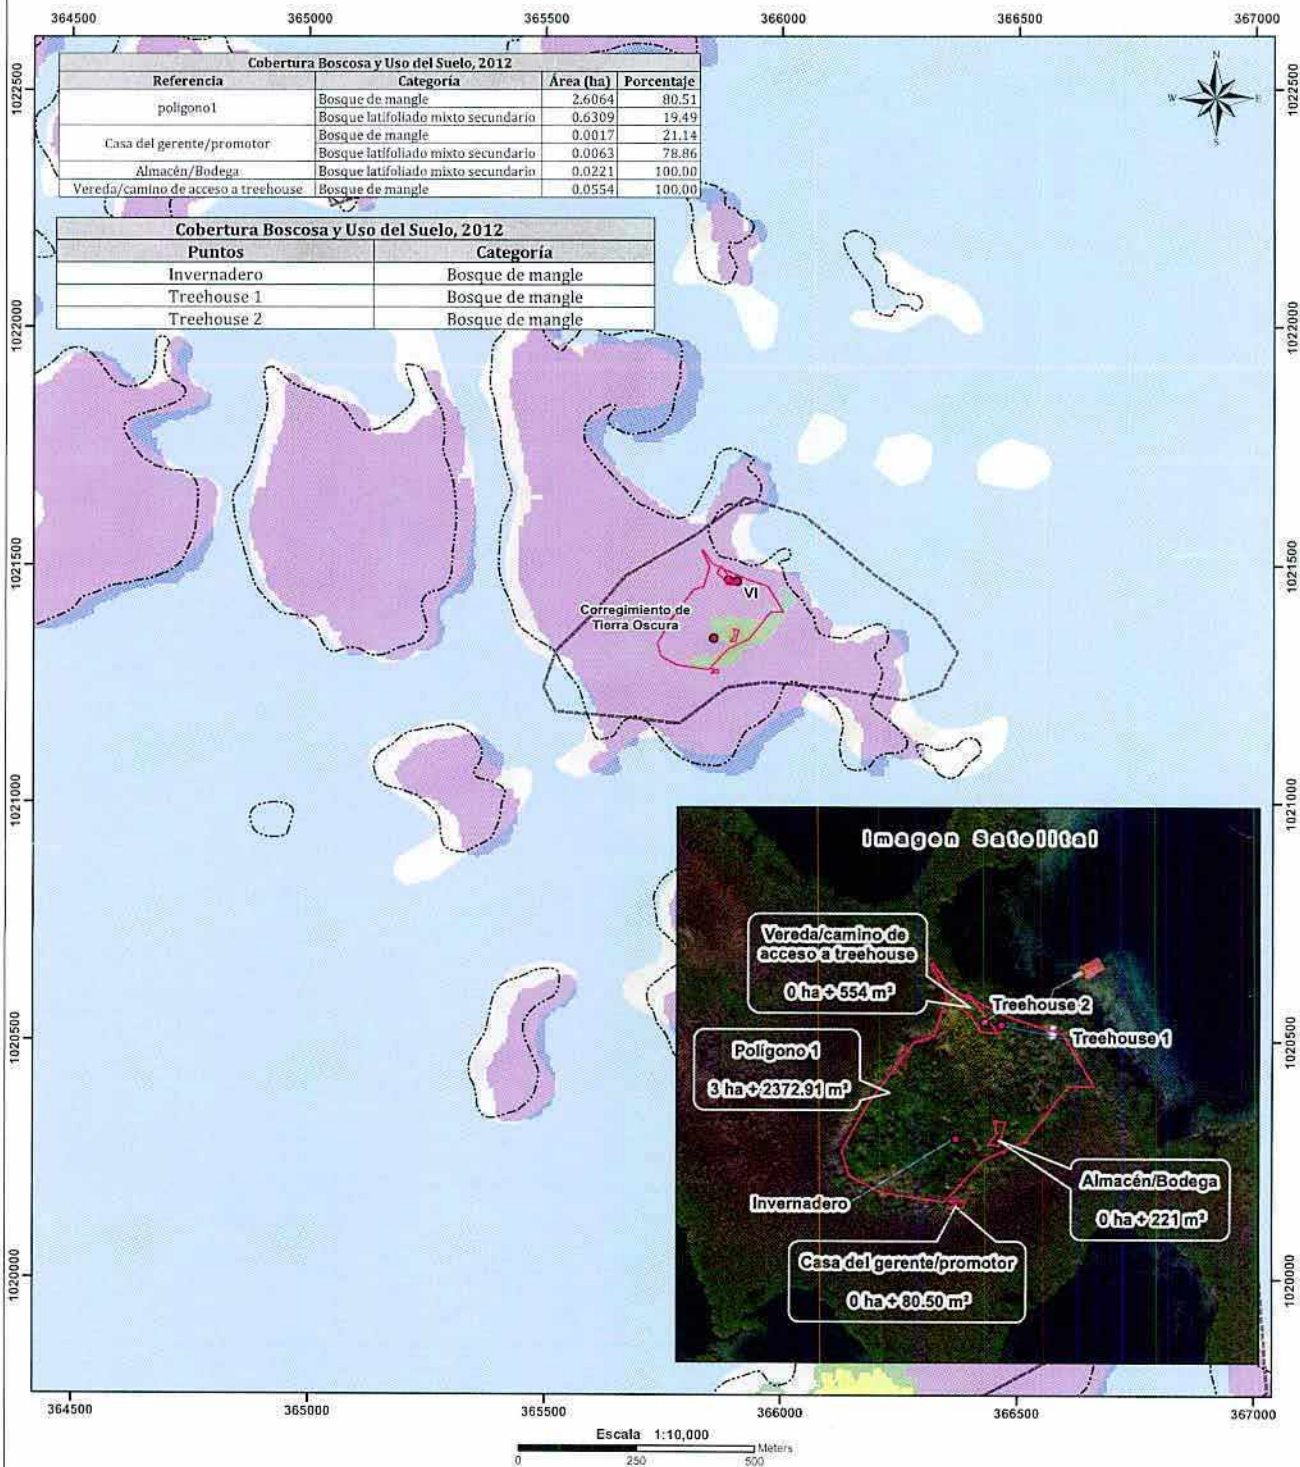 364500 365000 365500 366000 366500 367000
N
W E
S
1022500 1022500
Cobertura Boscosa y Uso del Suelo, 2012
Referencia Categoría Área (ha) Porcentaje
poligono1 Bosque de mangle 2.6064 80.51
Bosque latifoliado mixto secundario 0.6309 19.49
Casa del gerente/promotor Bosque de mangle 0.0017 21.14
Bosque latifoliado mixto secundario 0.0063 78.86
Almacén/Bodega Bosque latifoliado mixto secundario 0.0221 100.00
Vereda/camino de acceso a treehouse Bosque de mangle 0.0554 100.00
Cobertura Boscosa y Uso del Suelo, 2012
Puntos Categoría
Invernadero Bosque de mangle
Treehouse 1 Bosque de mangle
Treehouse 2 Bosque de mangle
1022000 1022000
1021500 1021500
VI
Corregimiento de
Tierra Oscura
1021000 1021000
Imagen Satelital
Vereda/camino de
acceso a treehouse
0 ha + 554 m²
Treehouse 2
Treehouse 1
1020500 1020500
Polígono 1
3 ha + 2372.91 m²
Almacén/Bodega
0 ha + 221 m²
Invernadero
Casa del gerente/promotor
0 ha + 80.50 m²
1020000 1020000
364500 365000 365500 366000 366500 367000
Escala 1:10,000
Meters
0 250 500